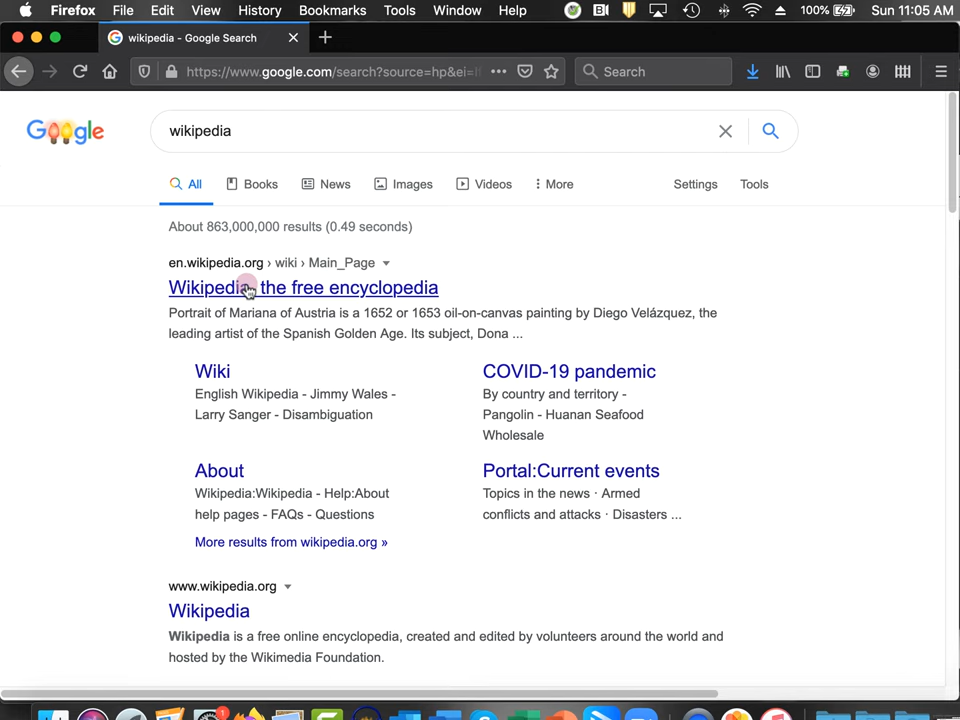 Firefox File Edit View History Bookmarks Tools Window Help 100% Sun 11:05 AM
wikipedia - Google Search
https://www.google.com/search?source=hp&ei= Search
Google wikipedia
All Books News Images Videos More Settings Tools
About 863,000,000 results (0.49 seconds)
en.wikipedia.org › wiki › Main_Page
Wikipedia, the free encyclopedia
Portrait of Mariana of Austria is a 1652 or 1653 oil-on-canvas painting by Diego Velázquez, the
leading artist of the Spanish Golden Age. Its subject, Dona ...
Wiki
English Wikipedia - Jimmy Wales -
Larry Sanger - Disambiguation
COVID-19 pandemic
By country and territory -
Pangolin - Huanan Seafood
Wholesale
About
Wikipedia:Wikipedia - Help:About
help pages - FAQs - Questions
Portal:Current events
Topics in the news · Armed
conflicts and attacks · Disasters ...
More results from wikipedia.org »
www.wikipedia.org
Wikipedia
Wikipedia is a free online encyclopedia, created and edited by volunteers around the world and
hosted by the Wikimedia Foundation.